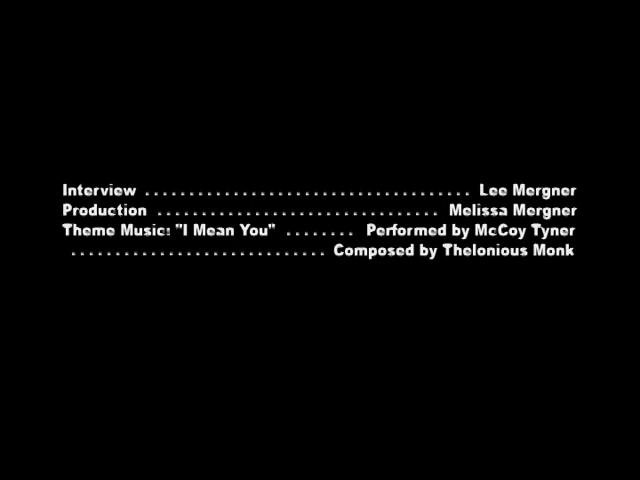 Interview ..................................... Lee Mergner
Production ................................ Melissa Mergner
Theme Music: "I Mean You" ........ Performed by McCoy Tyner
............................. Composed by Thelonious Monk